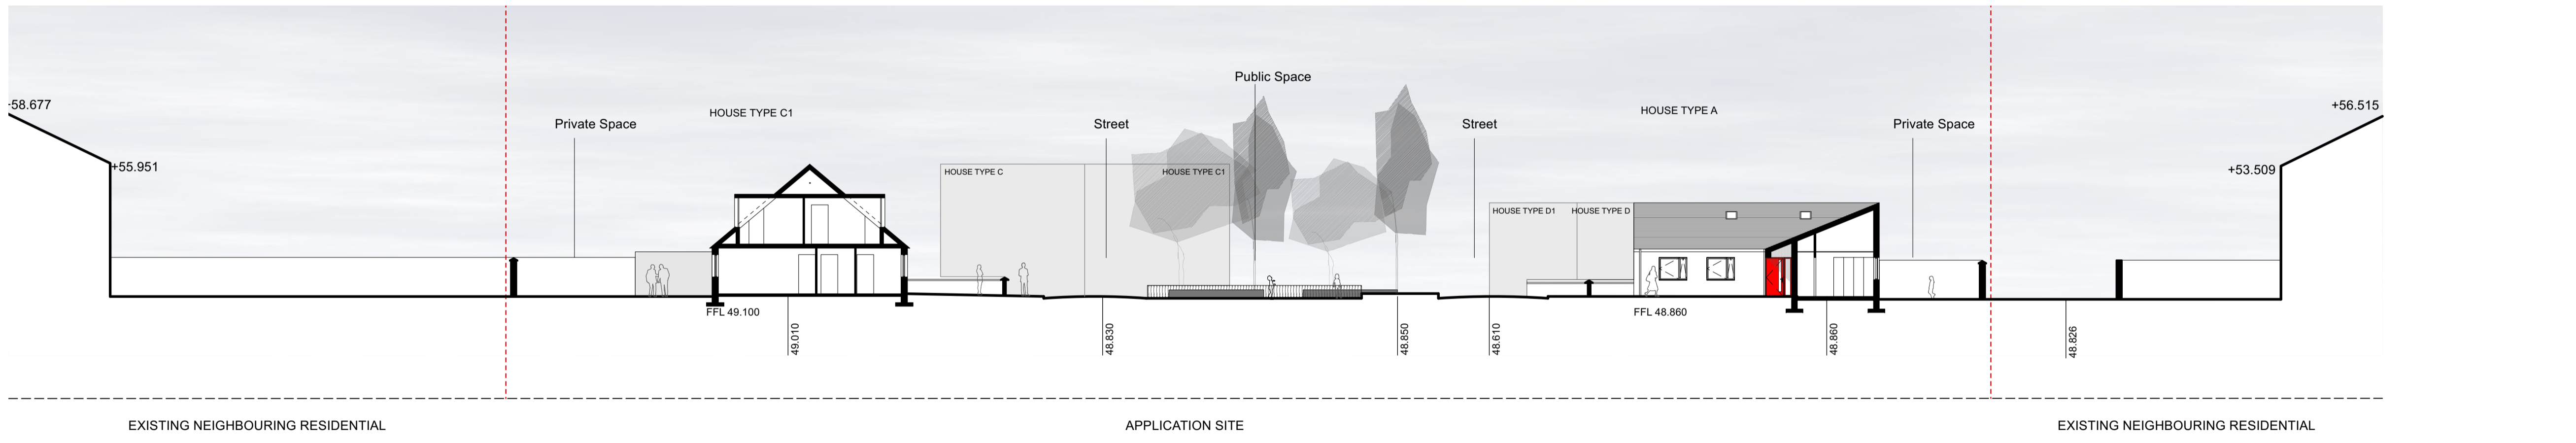 Public Space
-58.677
+56.515
HOUSE TYPE C1
HOUSE TYPE A
Private Space
Street
Street
Private Space
+55.951
+53.509
HOUSE TYPE C
HOUSE TYPE C1
HOUSE TYPE D1
HOUSE TYPE D
FFL 49.100
FFL 48.860
49.010
48.830
48.850
48.610
48.860
48.826
EXISTING NEIGHBOURING RESIDENTIAL
APPLICATION SITE
EXISTING NEIGHBOURING RESIDENTIAL